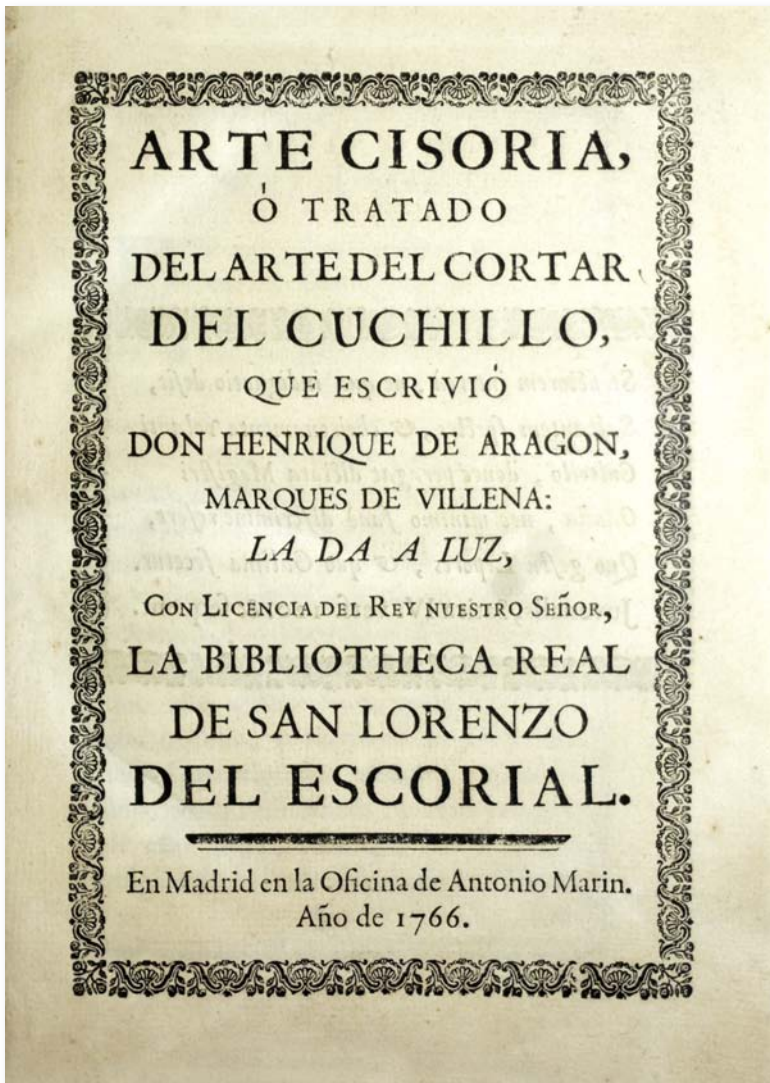 ARTE CISORIA,
Ó TRATADO
DEL ARTE DEL CORTAR
DEL CUCHILLO,
QUE ESCRIVIÓ
DON HENRIQUE DE ARAGON,
MARQUES DE VILLENA:
LA DA A LUZ,
CON LICENCIA DEL REY NUESTRO SEÑOR,
LA BIBLIOTHECA REAL
DE SAN LORENZO
DEL ESCORIAL.
En Madrid en la Oficina de Antonio Marin.
Año de 1766.